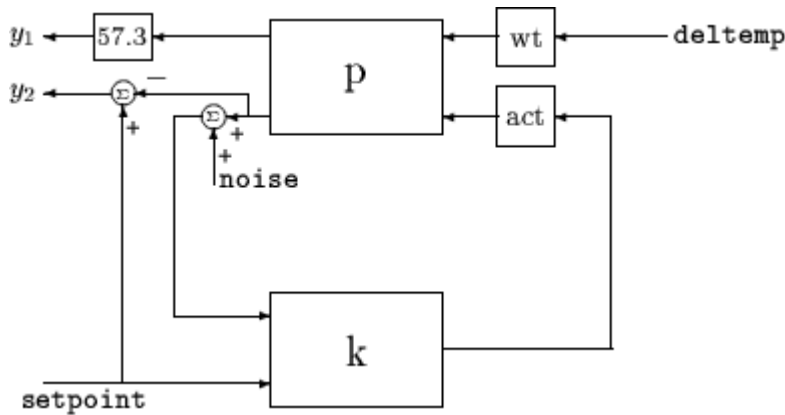 y₁ 57.3 p wt deltemp
y₂ Σ −
Σ + act
+ +
noise
k
setpoint